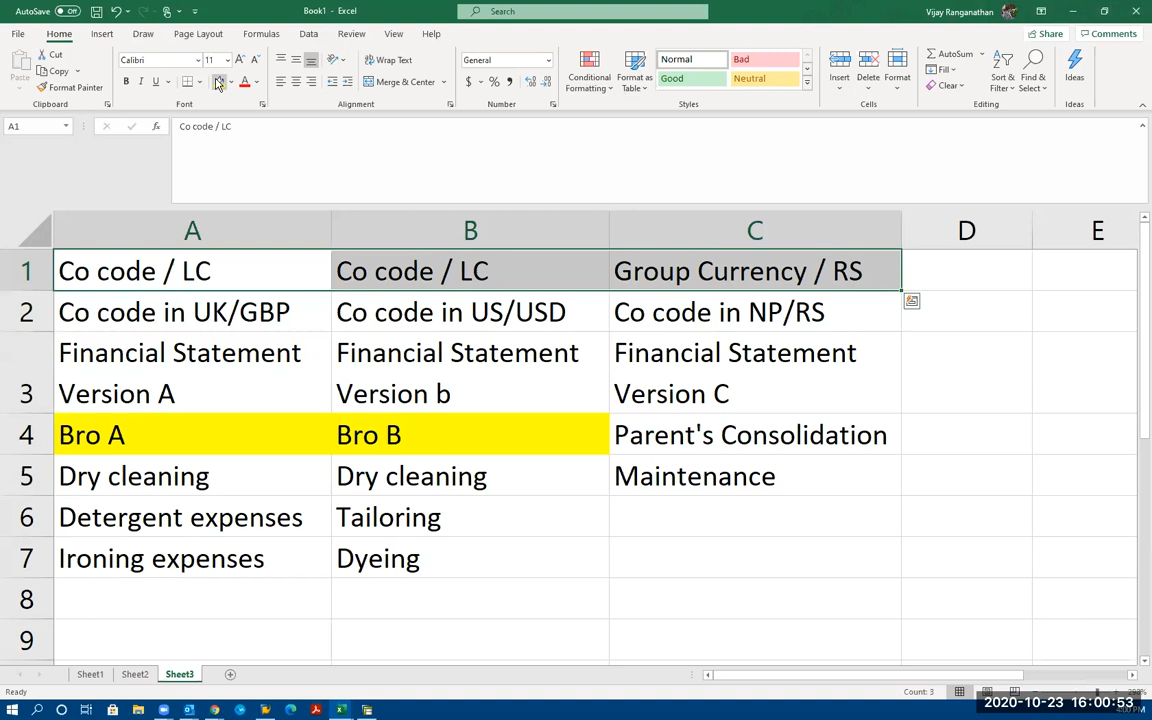 AutoSave Off
Book1 - Excel
Search
Vijay Ranganathan
File Home Insert Draw Page Layout Formulas Data Review View Help
Share Comments
Paste
Cut
Copy
Format Painter
Clipboard
Calibri 11
B I U
Font
Wrap Text
Merge & Center
Alignment
General
$ % ,
Number
Conditional Formatting
Format as Table
Normal Bad
Good Neutral
Styles
Insert Delete Format
Cells
AutoSum
Fill
Clear
Sort & Filter
Find & Select
Editing
Ideas
Ideas
A1 fx Co code / LC
A B C D E
1 Co code / LC Co code / LC Group Currency / RS
2 Co code in UK/GBP Co code in US/USD Co code in NP/RS
Financial Statement Financial Statement Financial Statement
3 Version A Version b Version C
4 Bro A Bro B Parent's Consolidation
5 Dry cleaning Dry cleaning Maintenance
6 Detergent expenses Tailoring
7 Ironing expenses Dyeing
8
9
Sheet1 Sheet2 Sheet3
Ready
Count: 3
2020-10-23 16:00:53